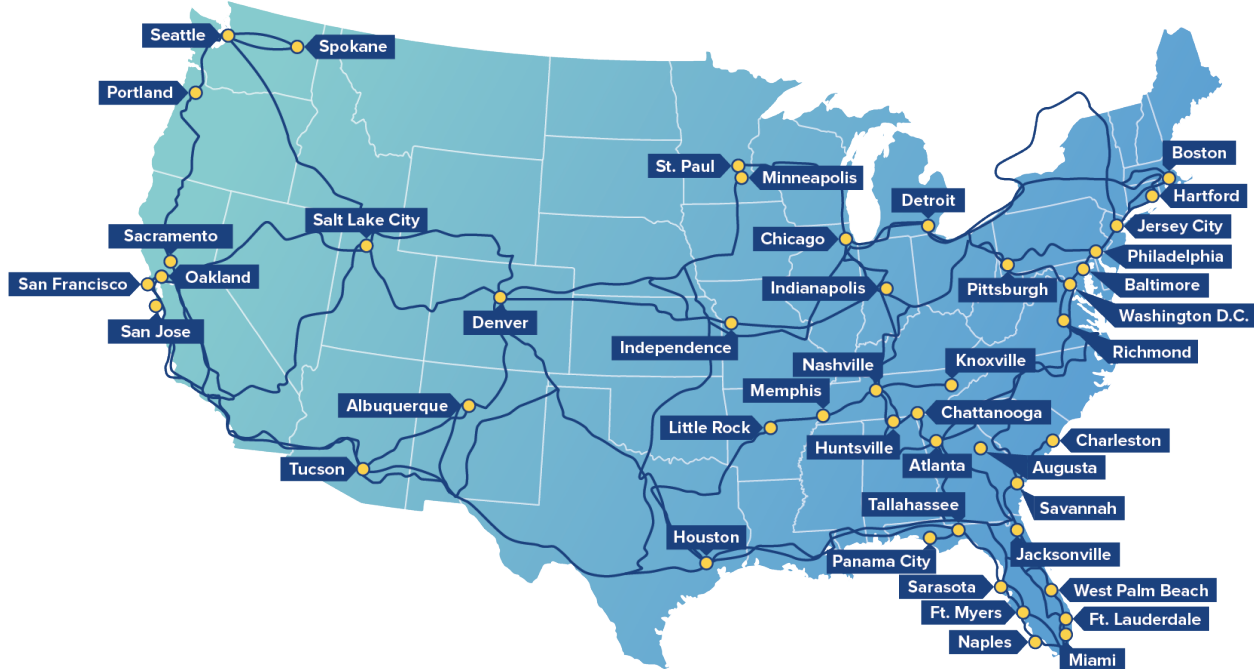 Seattle
Spokane
Portland
St. Paul
Minneapolis
Boston
Hartford
Detroit
Salt Lake City
Jersey City
Sacramento
Chicago
Philadelphia
San Francisco
Oakland
Indianapolis
Pittsburgh
Baltimore
Washington D.C.
San Jose
Denver
Independence
Richmond
Nashville
Knoxville
Memphis
Albuquerque
Chattanooga
Little Rock
Huntsville
Charleston
Tucson
Atlanta
Augusta
Tallahassee
Savannah
Houston
Panama City
Jacksonville
Sarasota
West Palm Beach
Ft. Myers
Ft. Lauderdale
Naples
Miami